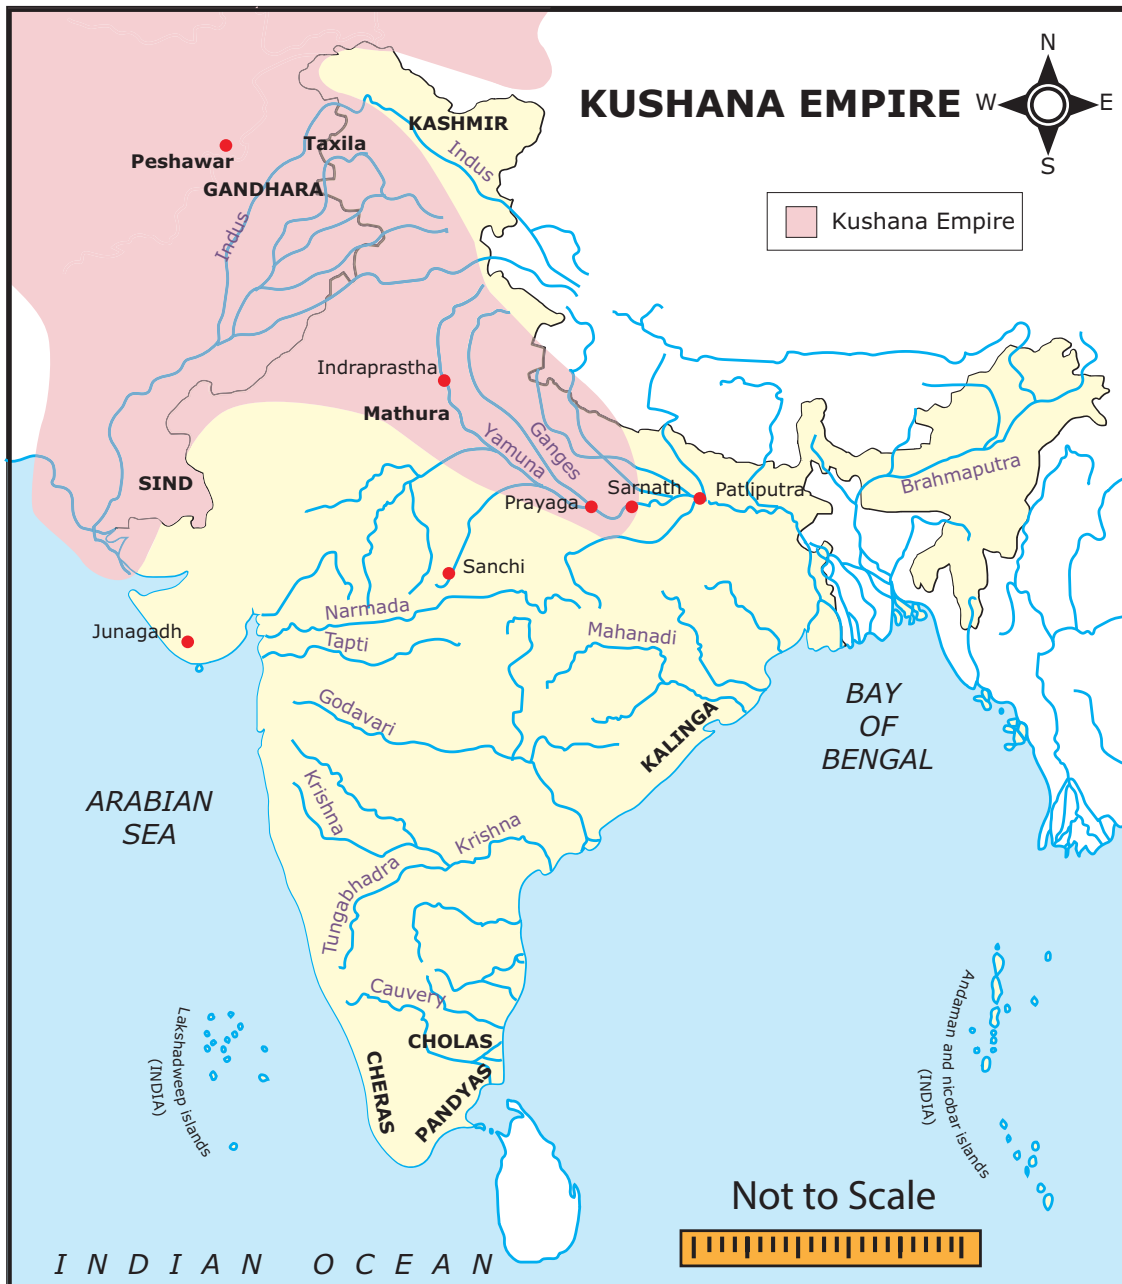 KUSHANA EMPIRE
N
W
E
S
Kushana Empire
KASHMIR
Indus
Taxila
Peshawar
GANDHARA
Indus
Indraprastha
Mathura
Yamuna
Ganges
SIND
Prayaga
Sarnath
Patliputra
Brahmaputra
Sanchi
Junagadh
Narmada
Tapti
Mahanadi
Godavari
KALINGA
BAY
OF
BENGAL
ARABIAN
SEA
Krishna
Krishna
Tungabhadra
Cauvery
CHOLAS
CHERAS
PANDYAS
Lakshadweep islands
(INDIA)
Andaman and nicobar islands
(INDIA)
Not to Scale
INDIAN OCEAN